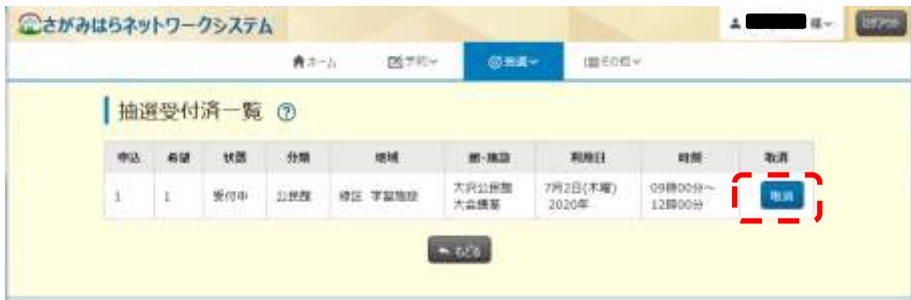 さがみはらネットワークシステム
様 ログアウト
ホーム 予約 抽選 その他
抽選受付済一覧 ?
申込 希望 状態 分類 地域 館・施設 利用日 時刻 取消
1 1 受付中 公民館 緑区 学習施設 大沢公民館 7月2日(木曜) 09時00分～ 取消
大会議室 2020年 12時00分
もどる